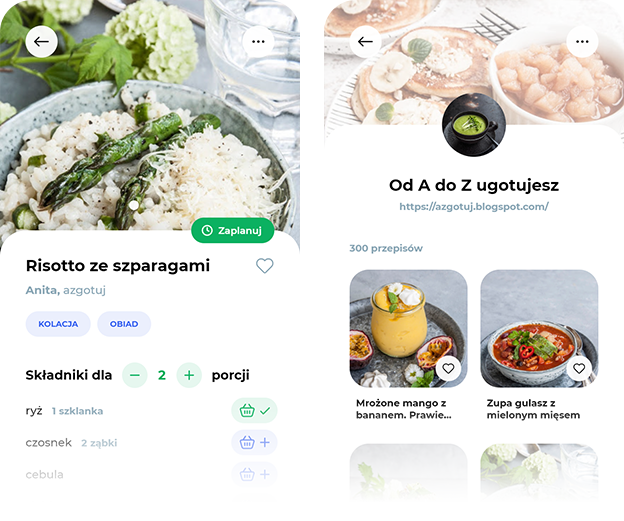 Zaplanuj
Risotto ze szparagami
Anita, azgotuj
KOLACJA OBIAD
Składniki dla 2 porcji
ryż 1 szklanka
czosnek 2 ząbki
cebula
Od A do Z ugotujesz
https://azgotuj.blogspot.com/
300 przepisów
Mrożone mango z
bananem. Prawie...
Zupa gulasz z
mielonym mięsem